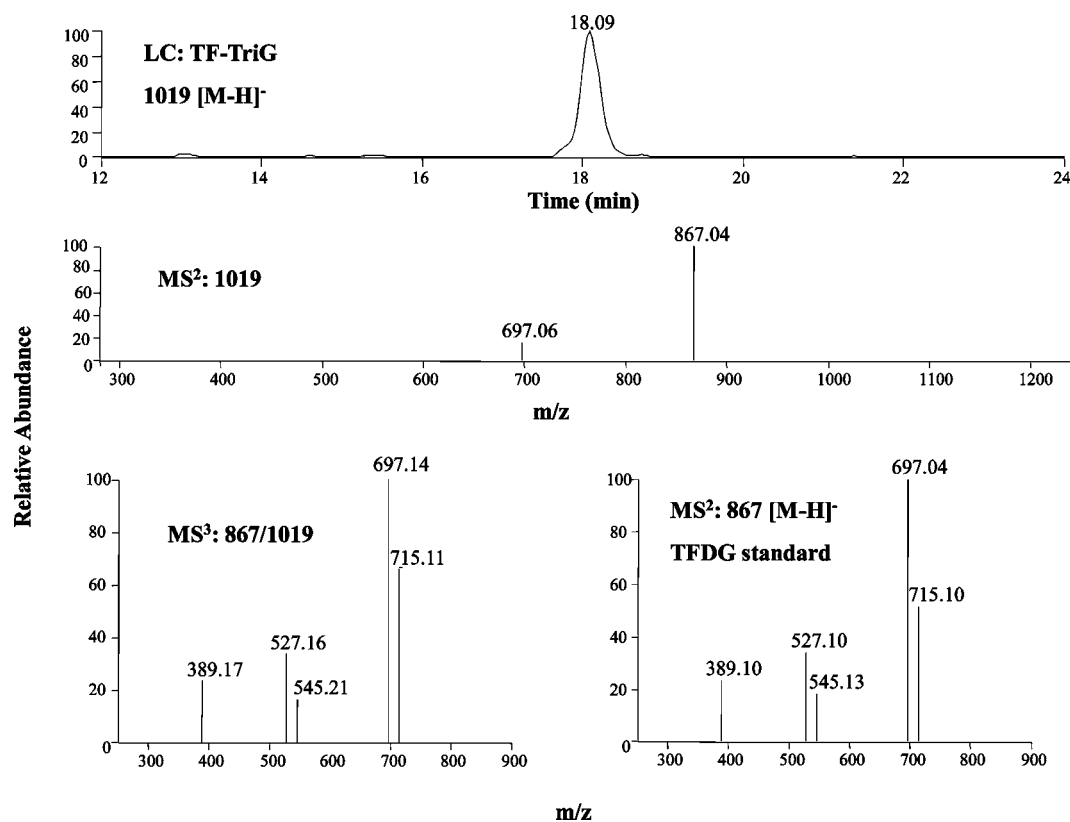 18.09
100
80
60
40
20
0
LC: TF-TriG
1019 [M-H]-
12 14 16 18 20 22 24
Time (min)
100
80
60
40
20
0
MS2: 1019
867.04
697.06
300 400 500 600 700 800 900 1000 1100 1200
m/z
Relative Abundance
100
80
60
40
20
0
MS3: 867/1019
697.14
715.11
527.16
389.17
545.21
300 400 500 600 700 800 900
100
80
60
40
20
0
MS2: 867 [M-H]-
TFDG standard
697.04
715.10
527.10
389.10
545.13
300 400 500 600 700 800 900
m/z